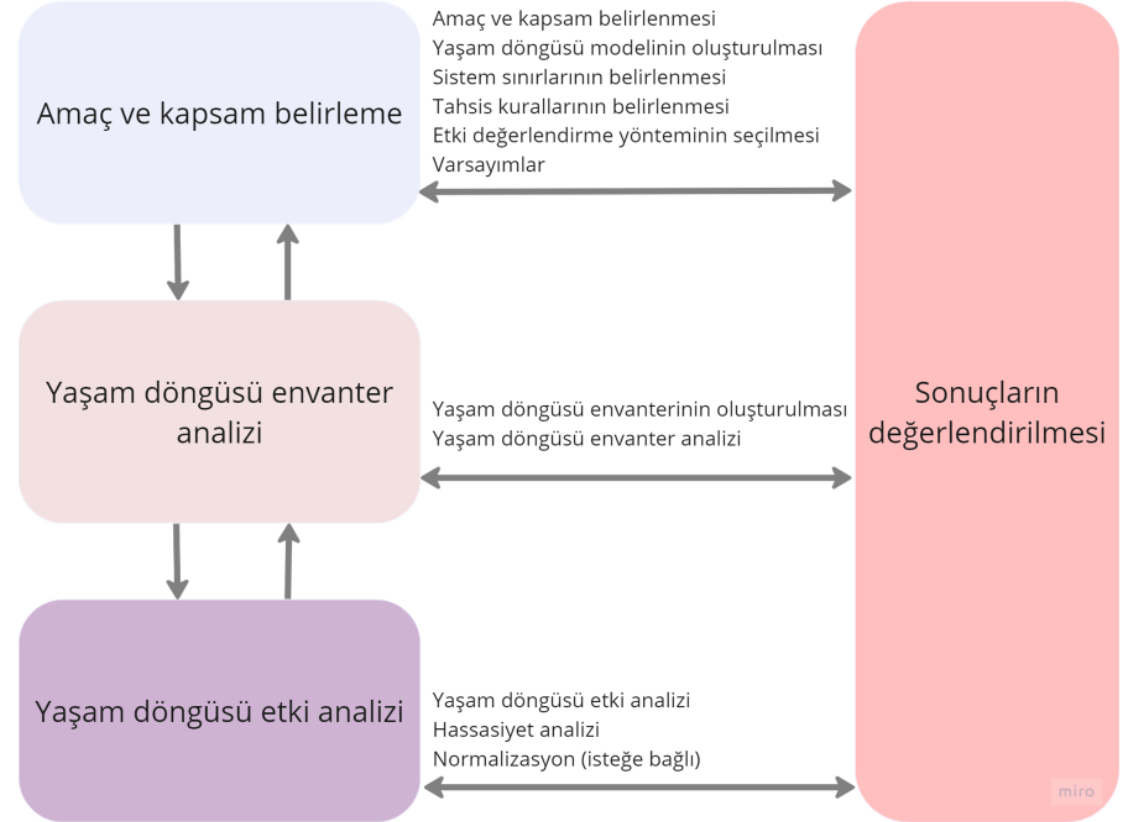 Amaç ve kapsam belirleme
Amaç ve kapsam belirlenmesi
Yaşam döngüsü modelinin oluşturulması
Sistem sınırlarının belirlenmesi
Tahsis kurallarının belirlenmesi
Etki değerlendirme yönteminin seçilmesi
Varsayımlar
Yaşam döngüsü envanter
analizi
Yaşam döngüsü envanterinin oluşturulması
Yaşam döngüsü envanter analizi
Sonuçların
değerlendirilmesi
Yaşam döngüsü etki analizi
Yaşam döngüsü etki analizi
Hassasiyet analizi
Normalizasyon (isteğe bağlı)
miro